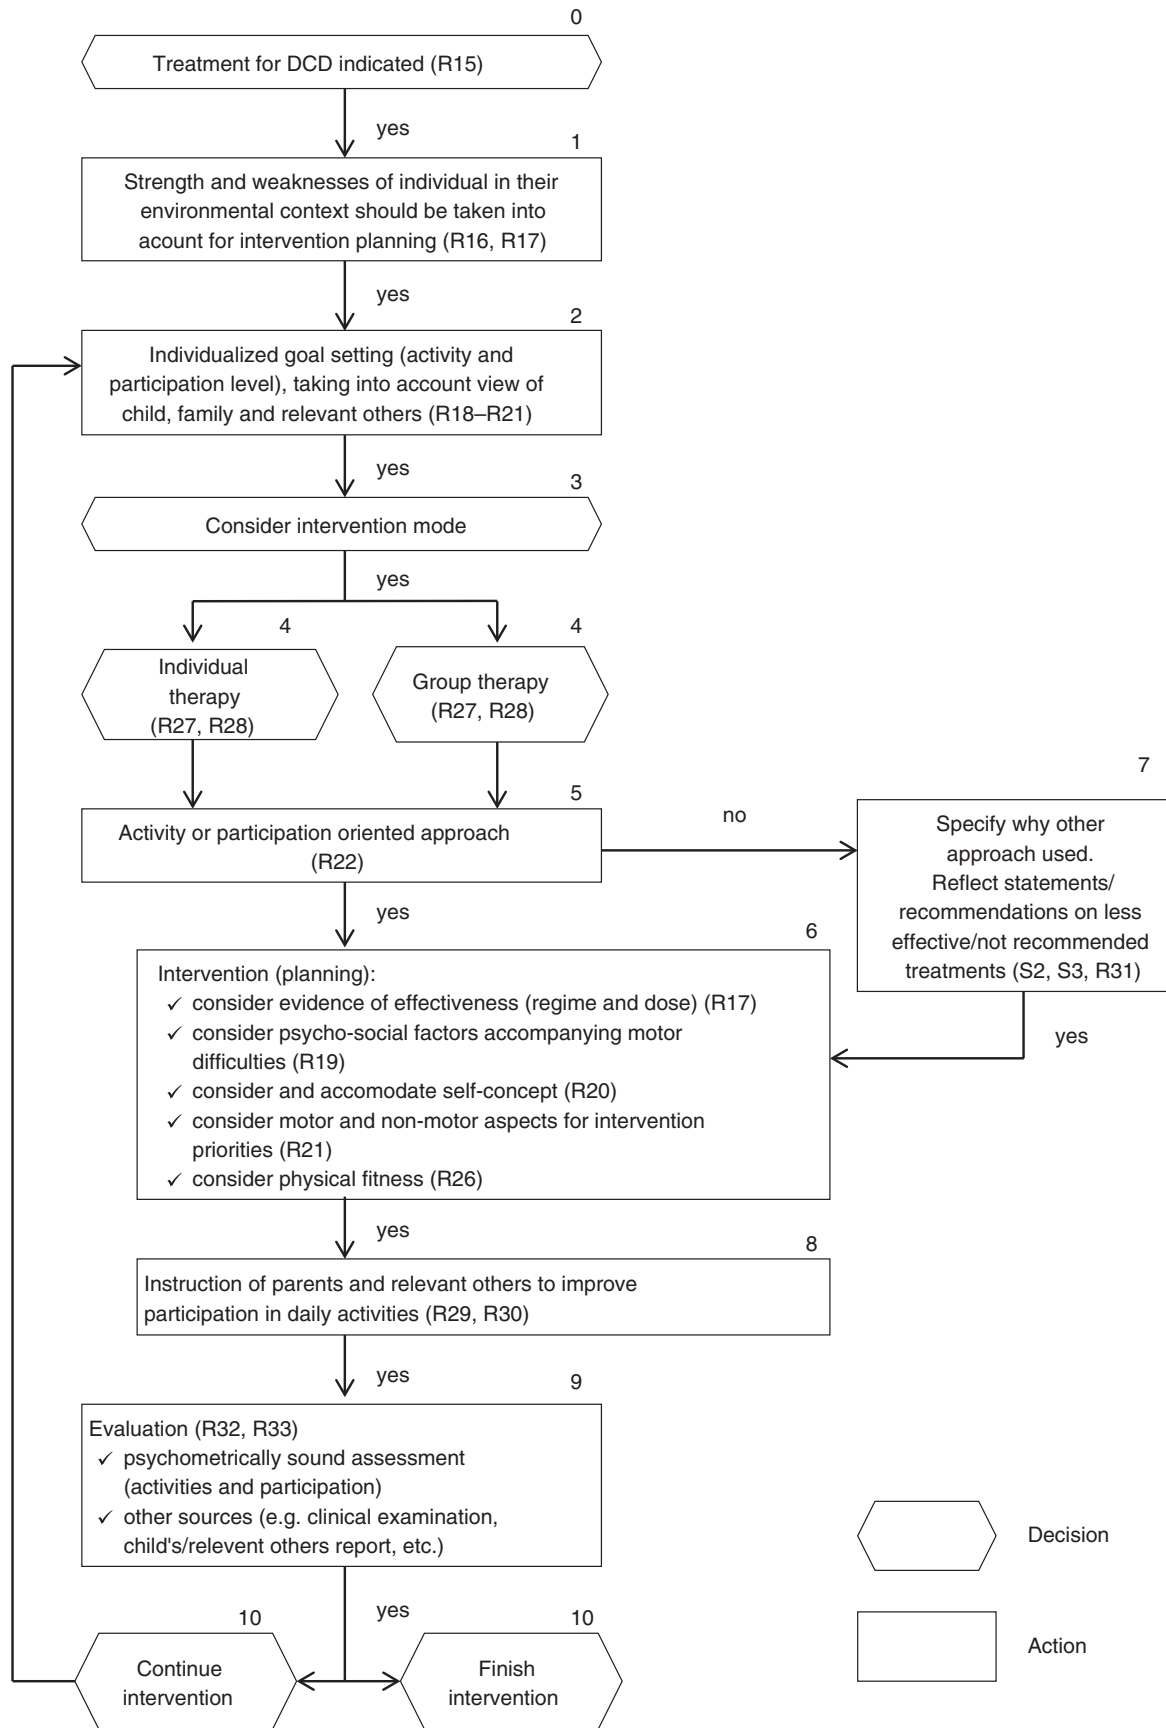 0
Treatment for DCD indicated (R15)
yes
1
Strength and weaknesses of individual in their
environmental context should be taken into
acount for intervention planning (R16, R17)
yes
2
Individualized goal setting (activity and
participation level), taking into account view of
child, family and relevant others (R18–R21)
yes
3
Consider intervention mode
yes
4
Individual
therapy
(R27, R28)
4
Group therapy
(R27, R28)
5
Activity or participation oriented approach
(R22)
no
7
Specify why other
approach used.
Reflect statements/
recommendations on less
effective/not recommended
treatments (S2, S3, R31)
yes
yes
6
Intervention (planning):
✓ consider evidence of effectiveness (regime and dose) (R17)
✓ consider psycho-social factors accompanying motor
difficulties (R19)
✓ consider and accomodate self-concept (R20)
✓ consider motor and non-motor aspects for intervention
priorities (R21)
✓ consider physical fitness (R26)
yes
8
Instruction of parents and relevant others to improve
participation in daily activities (R29, R30)
yes
9
Evaluation (R32, R33)
✓ psychometrically sound assessment
(activities and participation)
✓ other sources (e.g. clinical examination,
child's/relevent others report, etc.)
yes
10
Continue
intervention
10
Finish
intervention
Decision
Action